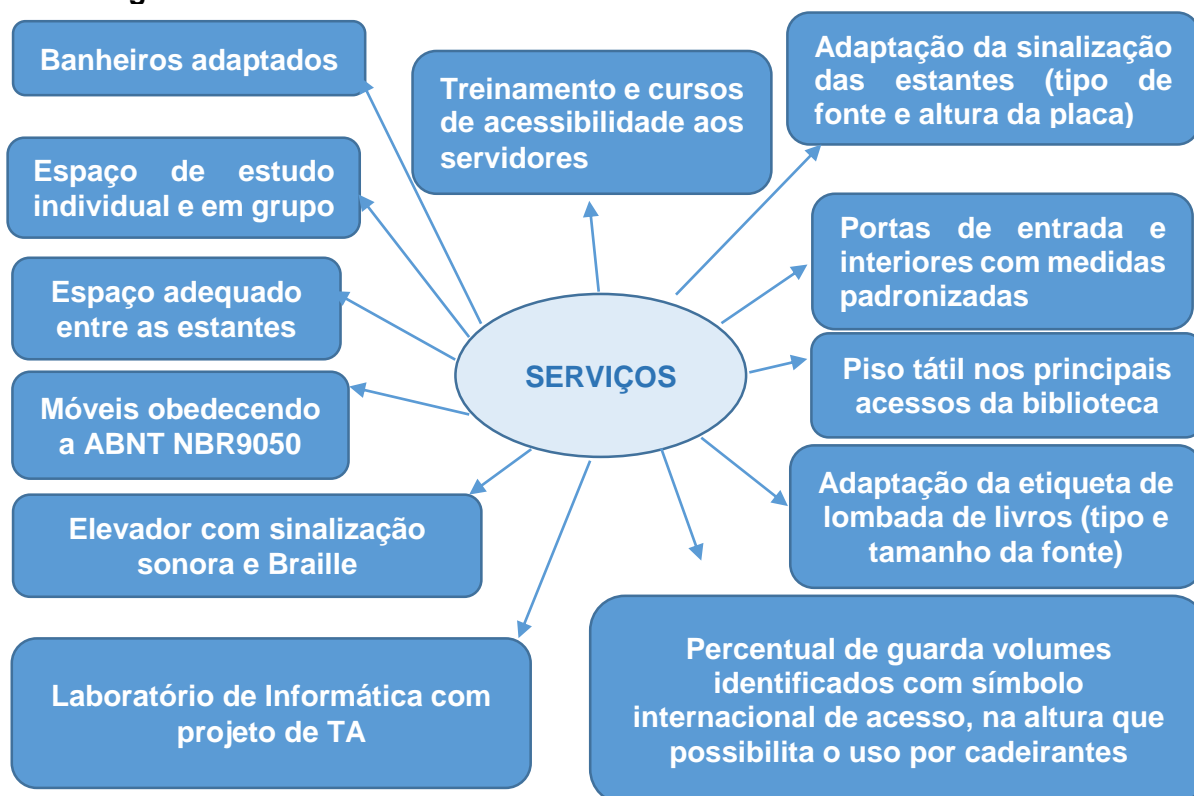 Banheiros adaptados
Treinamento e cursos
de acessibilidade aos
servidores
Adaptação da sinalização
das estantes (tipo de
fonte e altura da placa)
Espaço de estudo
individual e em grupo
Portas de entrada e
interiores com medidas
padronizadas
Espaço adequado
entre as estantes
SERVIÇOS
Piso tátil nos principais
acessos da biblioteca
Móveis obedecendo
a ABNT NBR9050
Adaptação da etiqueta de
lombada de livros (tipo e
tamanho da fonte)
Elevador com sinalização
sonora e Braille
Laboratório de Informática com
projeto de TA
Percentual de guarda volumes
identificados com símbolo
internacional de acesso, na altura que
possibilita o uso por cadeirantes